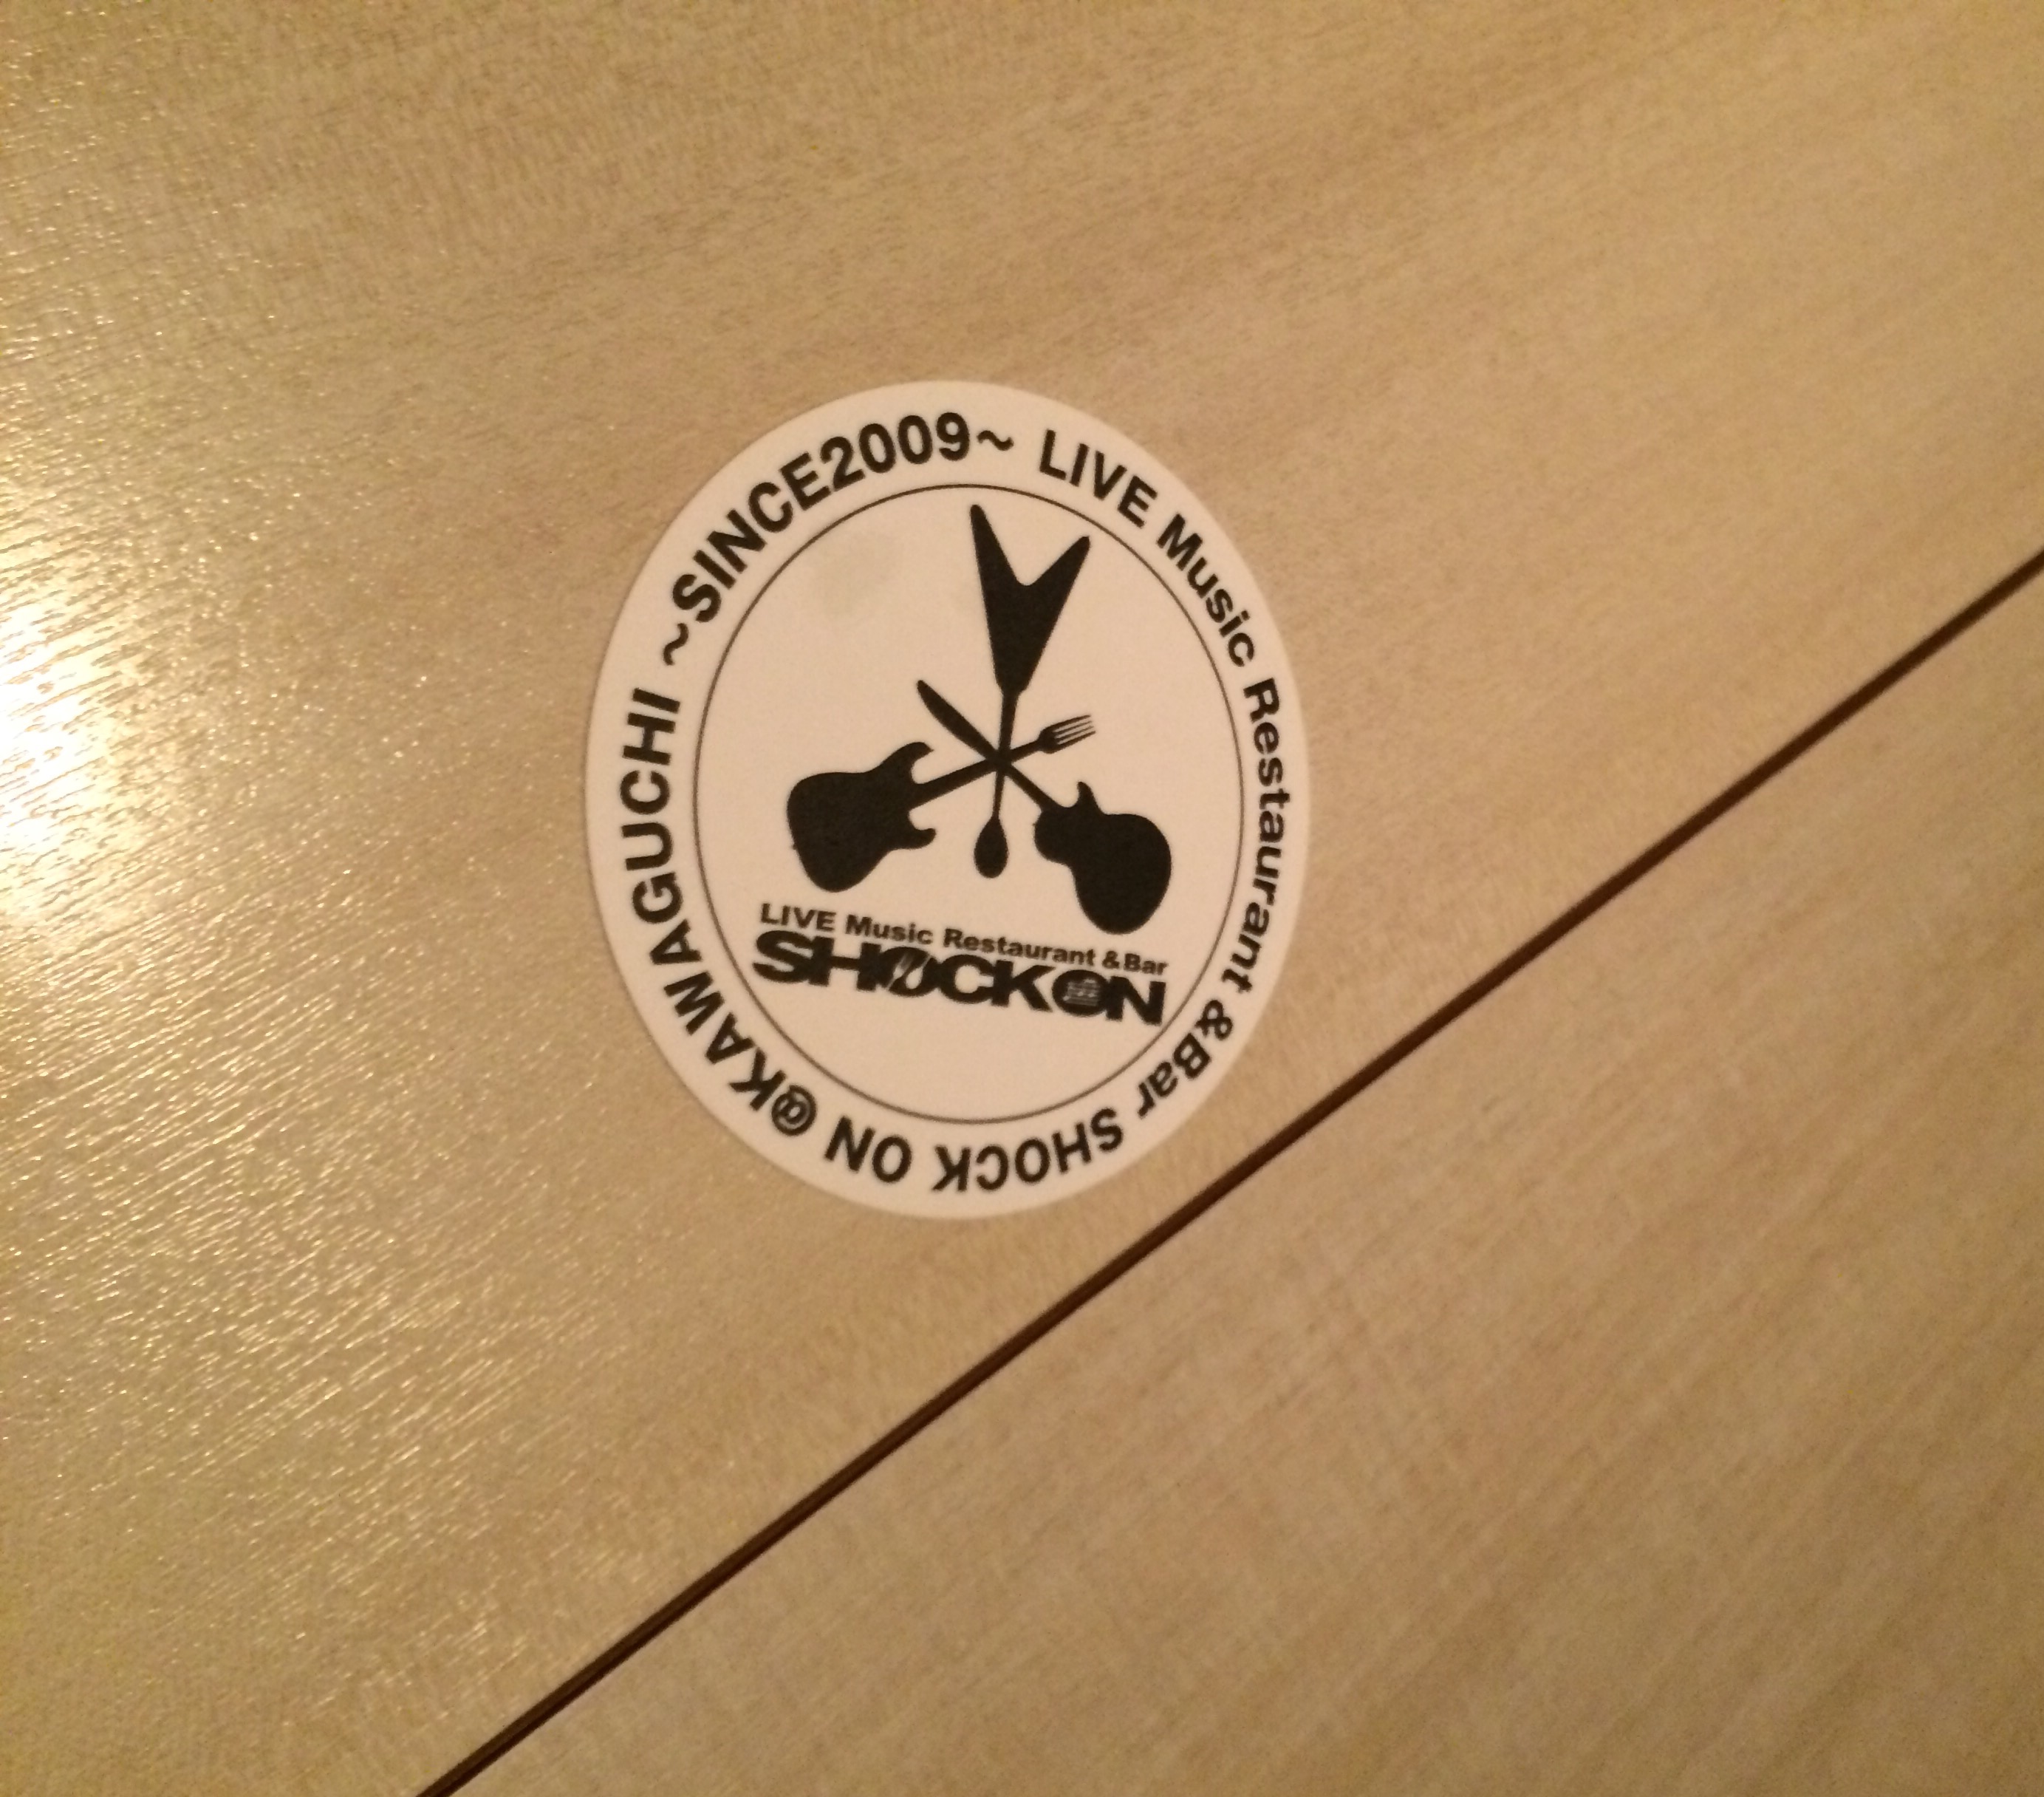 LIVE Music Restaurant &Bar SHOCK ON @KAWAGUCHI ~SINCE2009~
LIVE Music Restaurant &Bar
SHOCKON